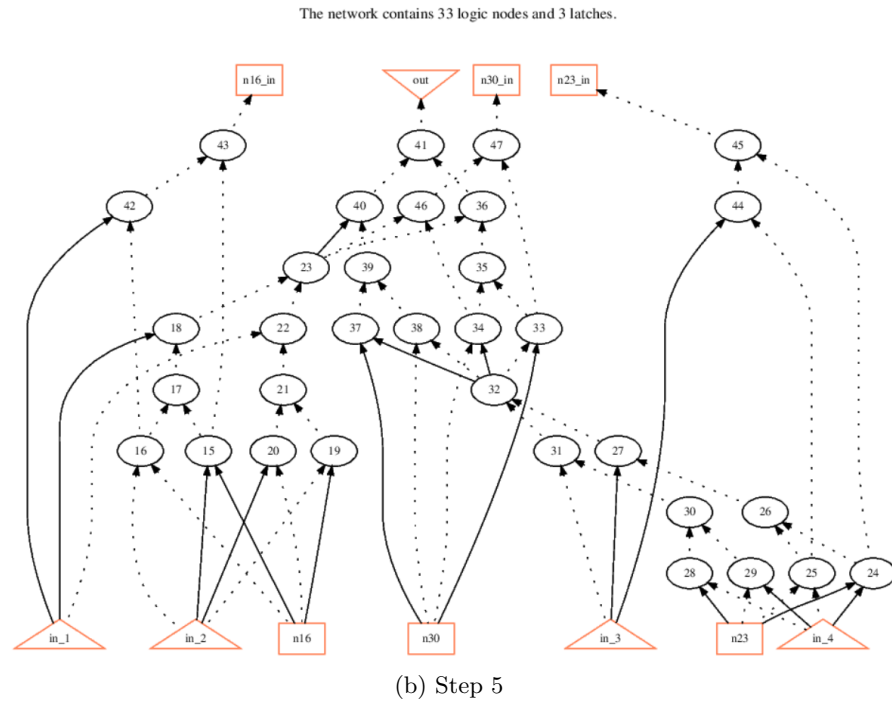 The network contains 33 logic nodes and 3 latches.
n16_in out n30_in n23_in
43 41 47 45
42 40 46 36 44
23 39 35
18 22 37 38 34 33
17 21 32
16 15 20 19 31 27
30 26
28 29 25 24
in_1 in_2 n16 n30 in_3 n23 in_4
(b) Step 5